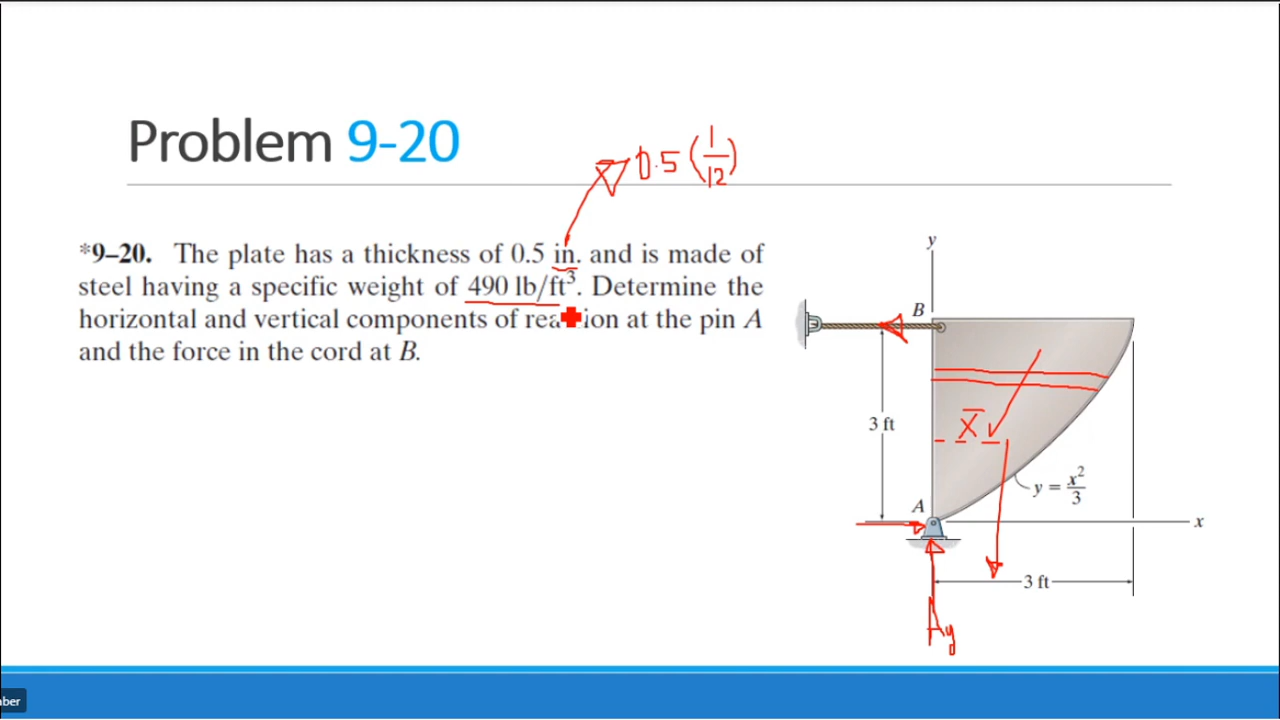 Problem 9-20
0.5 (1/12)
*9–20. The plate has a thickness of 0.5 in. and is made of
steel having a specific weight of 490 lb/ft³. Determine the
horizontal and vertical components of reaction at the pin A
and the force in the cord at B.
y
B
3 ft
X̄
y = x²/3
A
x
3 ft
Ay
ber